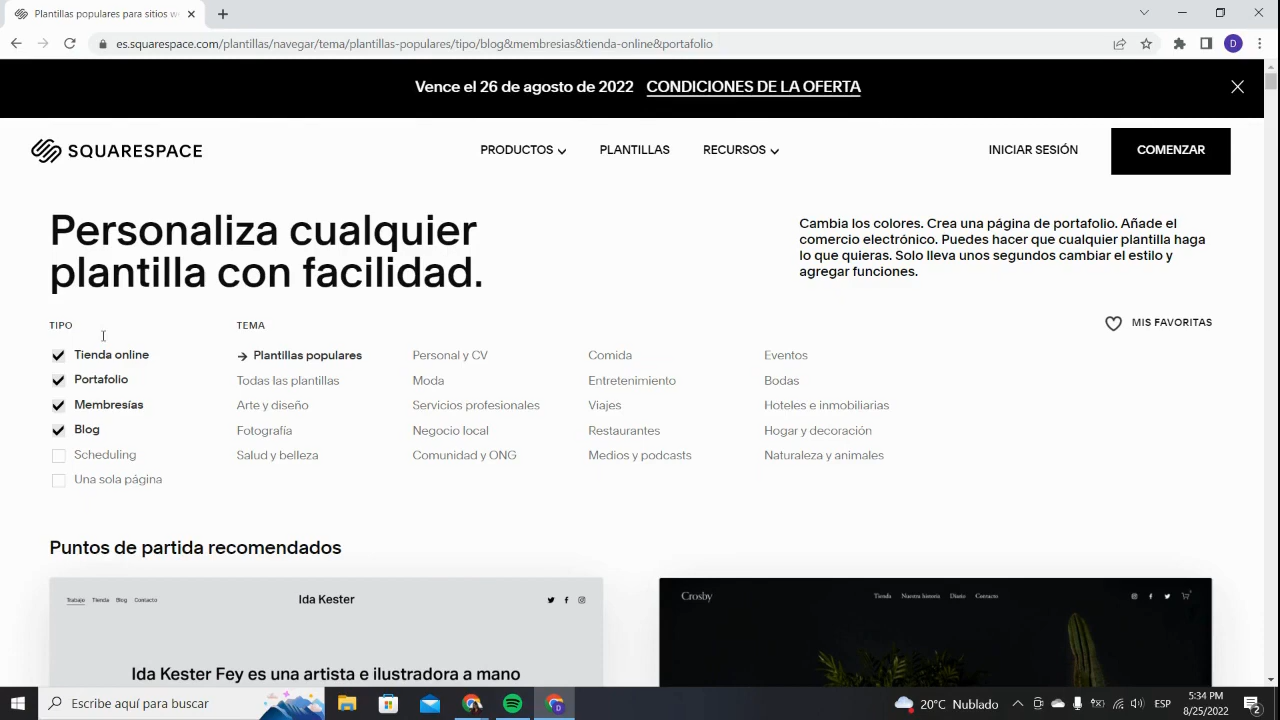 Plantillas populares para sitios w
es.squarespace.com/plantilla/navegar/tema/plantillas-populares/tipo/blog&membresias&tienda-online&portafolio
D
Vence el 26 de agosto de 2022 CONDICIONES DE LA OFERTA
SQUARESPACE
PRODUCTOS
PLANTILLAS
RECURSOS
INICIAR SESIÓN
COMENZAR
Personaliza cualquier
plantilla con facilidad.
Cambia los colores. Crea una página de portafolio. Añade el
comercio electrónico. Puedes hacer que cualquier plantilla haga
lo que quieras. Solo lleva unos segundos cambiar el estilo y
agregar funciones.
TIPO
Tienda online
Portafolio
Membresías
Blog
Scheduling
Una sola página
TEMA
Plantillas populares
Todas las plantillas
Arte y diseño
Fotografía
Salud y belleza
Personal y CV
Moda
Servicios profesionales
Negocio local
Comunidad y ONG
Comida
Entretenimiento
Viajes
Restaurantes
Medios y podcasts
Eventos
Bodas
Hoteles e inmobiliarias
Hogar y decoración
Naturaleza y animales
MIS FAVORITAS
Puntos de partida recomendados
Trabajo Tienda Blog Contacto
Ida Kester
Ida Kester Fey es una artista e ilustradora a mano
Crosby
Tienda Nuestra historia Diario Contacto
Escribe aquí para buscar
20°C Nublado
ESP
5:34 PM
8/25/2022
2